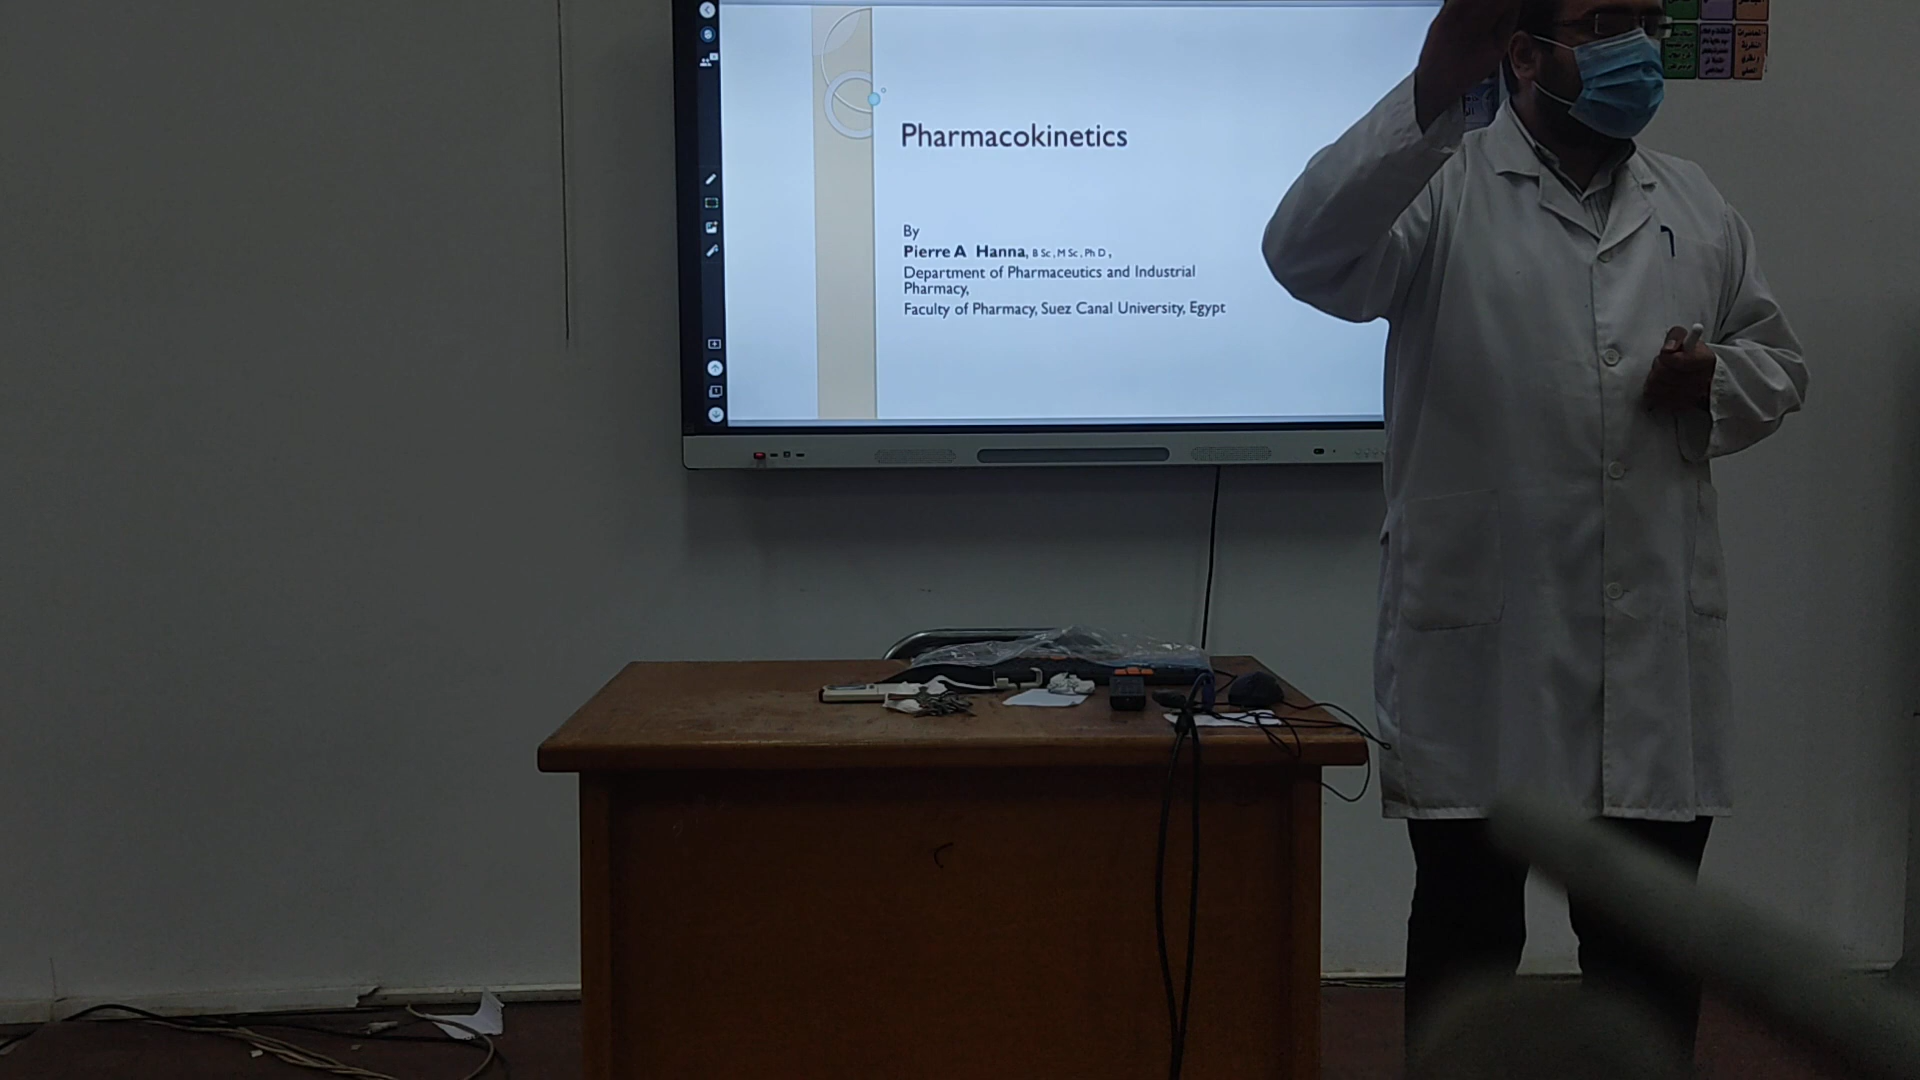 Pharmacokinetics
By
Pierre A Hanna, B Sc, M Sc, Ph D,
Department of Pharmaceutics and Industrial
Pharmacy,
Faculty of Pharmacy, Suez Canal University, Egypt